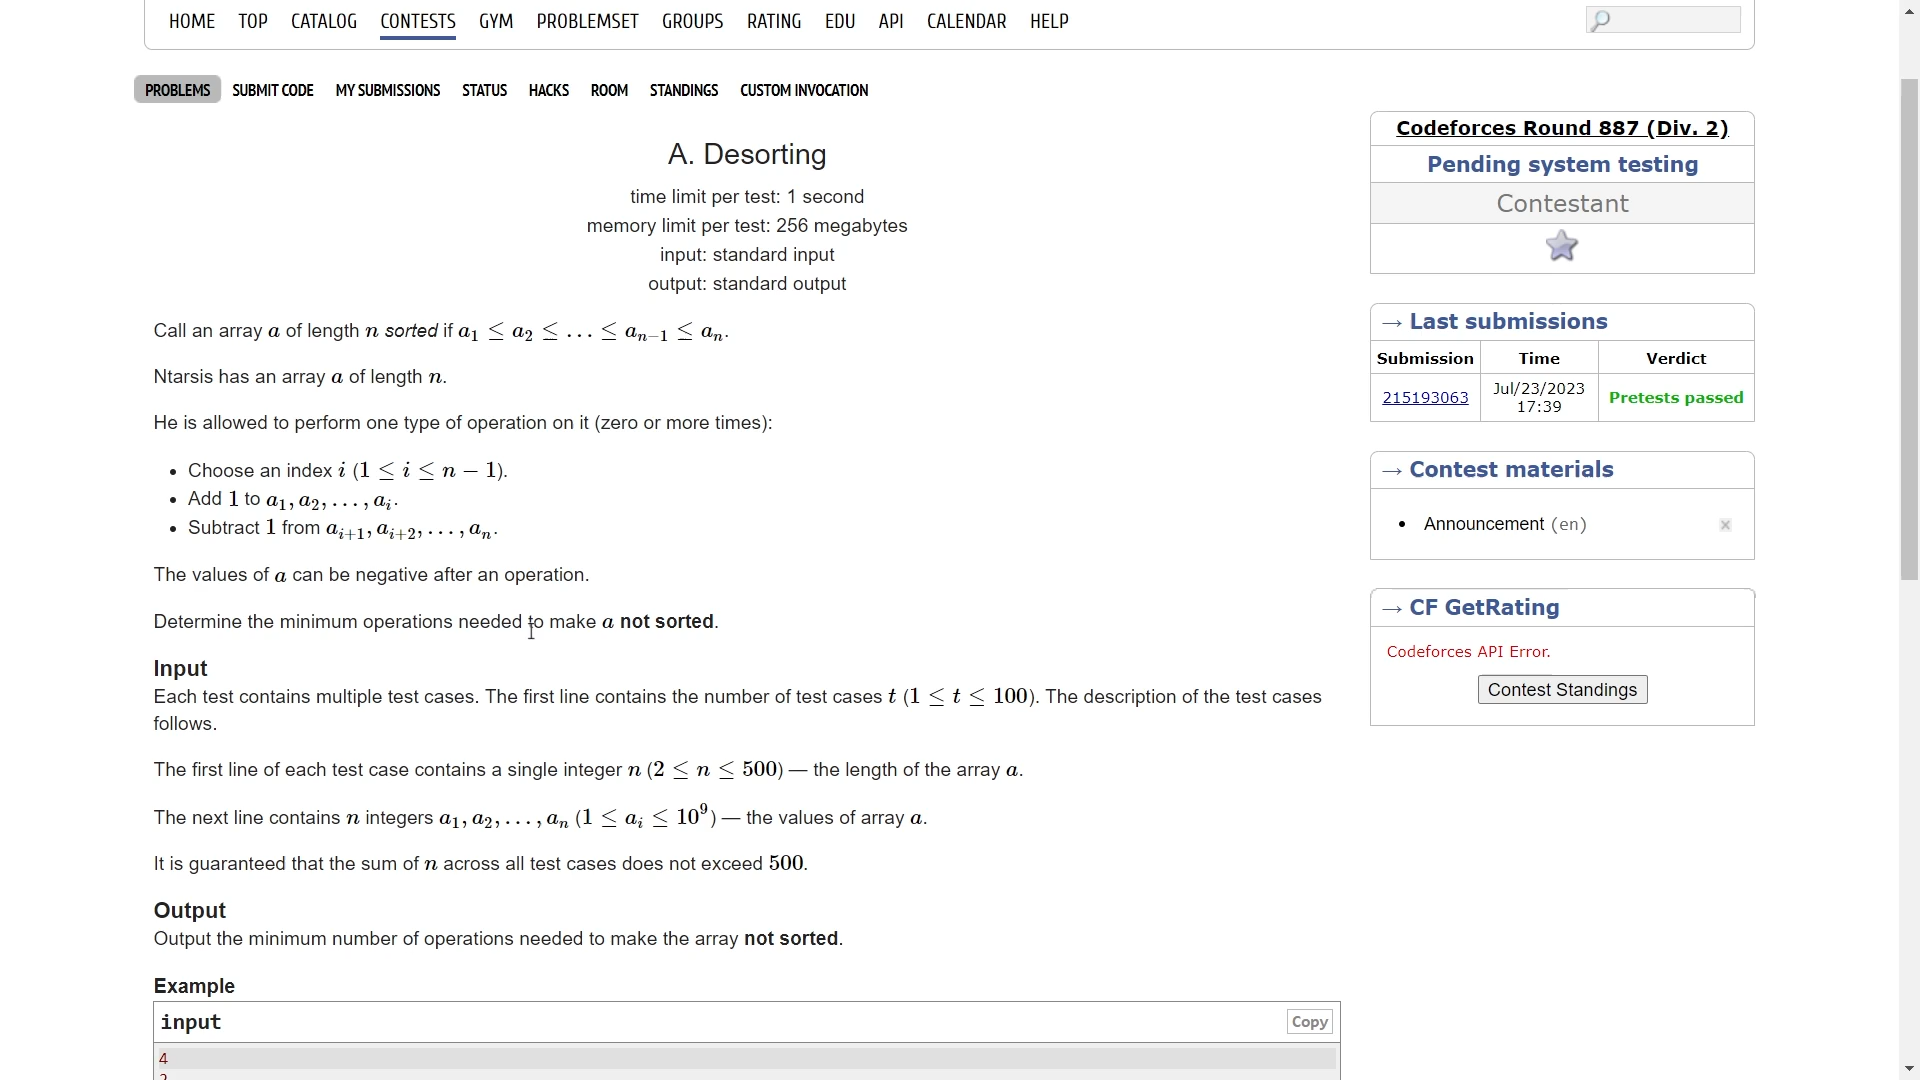 HOME TOP CATALOG CONTESTS GYM PROBLEMSET GROUPS RATING EDU API CALENDAR HELP
PROBLEMS SUBMIT CODE MY SUBMISSIONS STATUS HACKS ROOM STANDINGS CUSTOM INVOCATION
A. Desorting
time limit per test: 1 second
memory limit per test: 256 megabytes
input: standard input
output: standard output
Call an array a of length n sorted if a₁ ≤ a₂ ≤ … ≤ aₙ₋₁ ≤ aₙ.
Ntarsis has an array a of length n.
He is allowed to perform one type of operation on it (zero or more times):
• Choose an index i (1 ≤ i ≤ n − 1).
• Add 1 to a₁, a₂, …, aᵢ.
• Subtract 1 from aᵢ₊₁, aᵢ₊₂, …, aₙ.
The values of a can be negative after an operation.
Determine the minimum operations needed to make a not sorted.
Input
Each test contains multiple test cases. The first line contains the number of test cases t (1 ≤ t ≤ 100). The description of the test cases
follows.
The first line of each test case contains a single integer n (2 ≤ n ≤ 500) — the length of the array a.
The next line contains n integers a₁, a₂, …, aₙ (1 ≤ aᵢ ≤ 10⁹) — the values of array a.
It is guaranteed that the sum of n across all test cases does not exceed 500.
Output
Output the minimum number of operations needed to make the array not sorted.
Example
input
Copy
4
2
Codeforces Round 887 (Div. 2)
Pending system testing
Contestant
→ Last submissions
Submission Time Verdict
215193063 Jul/23/2023 17:39 Pretests passed
→ Contest materials
• Announcement (en) ×
→ CF GetRating
Codeforces API Error.
Contest Standings